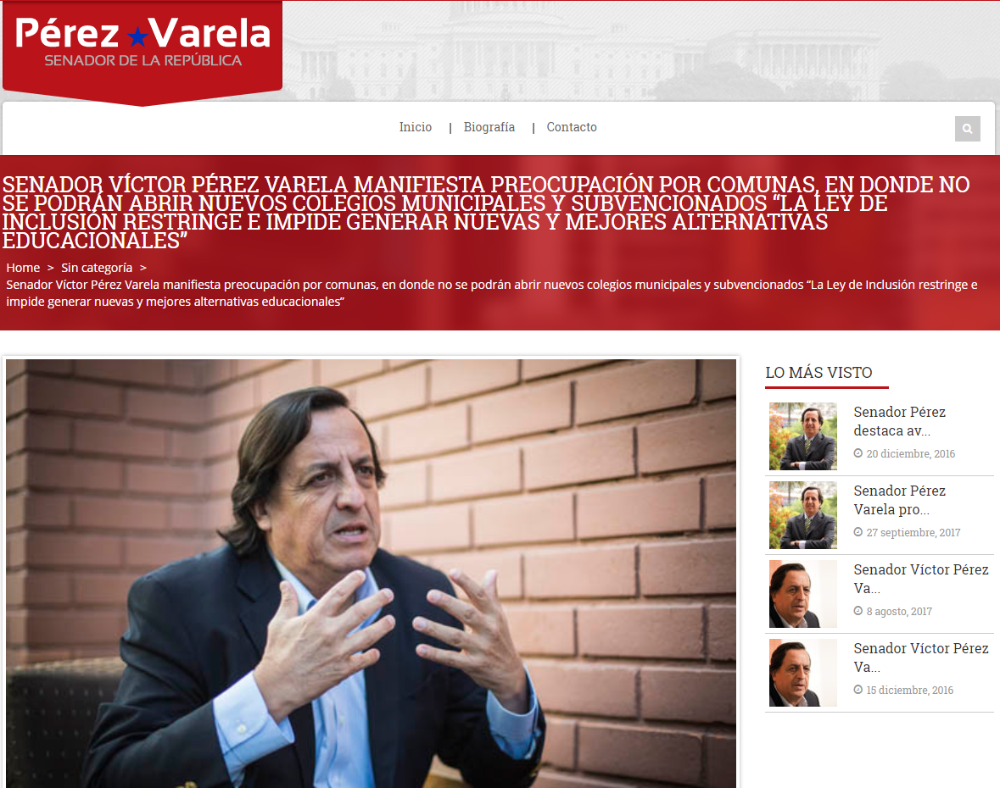 Pérez Varela
SENADOR DE LA REPÚBLICA
Inicio | Biografía | Contacto
SENADOR VÍCTOR PÉREZ VARELA MANIFIESTA PREOCUPACIÓN POR COMUNAS, EN DONDE NO
SE PODRÁN ABRIR NUEVOS COLEGIOS MUNICIPALES Y SUBVENCIONADOS “LA LEY DE
INCLUSIÓN RESTRINGE E IMPIDE GENERAR NUEVAS Y MEJORES ALTERNATIVAS
EDUCACIONALES”
Home > Sin categoría >
Senador Víctor Pérez Varela manifiesta preocupación por comunas, en donde no se podrán abrir nuevos colegios municipales y subvencionados “La Ley de Inclusión restringe e
impide generar nuevas y mejores alternativas educacionales”
LO MÁS VISTO
Senador Pérez
destaca av...
20 diciembre, 2016
Senador Pérez
Varela pro...
27 septiembre, 2017
Senador Víctor Pérez
Va...
8 agosto, 2017
Senador Víctor Pérez
Va...
15 diciembre, 2016